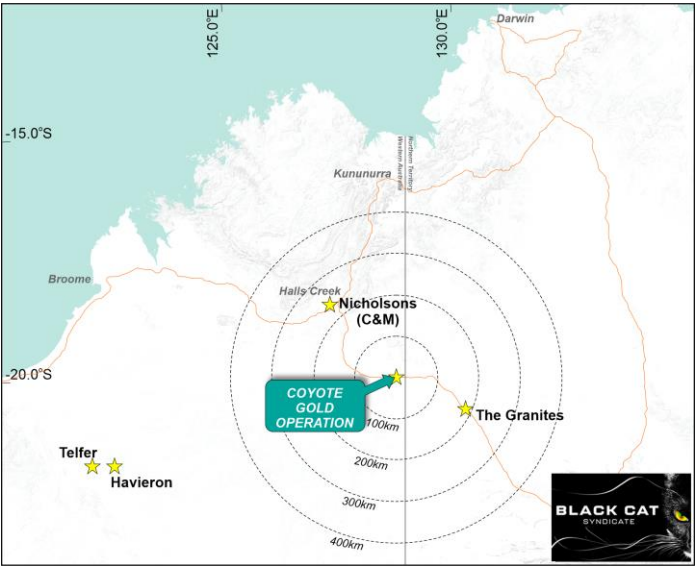 125.0°E
130.0°E
Darwin
-15.0°S
Northern Territory
Western Australia
Kununurra
Broome
Halls Creek
Nicholsons
(C&M)
-20.0°S
COYOTE
GOLD
OPERATION
100km
The Granites
200km
Telfer
Havieron
300km
400km
BLACK CAT
SYNDICATE